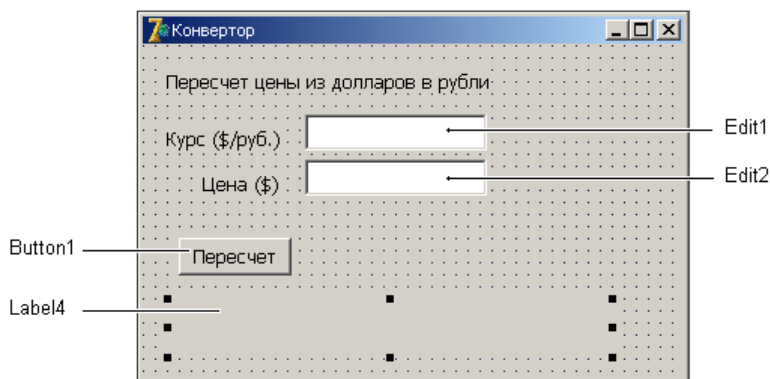 Конвертор
Пересчет цены из долларов в рубли
Курс ($/руб.)
Edit1
Цена ($)
Edit2
Button1
Пересчет
Label4